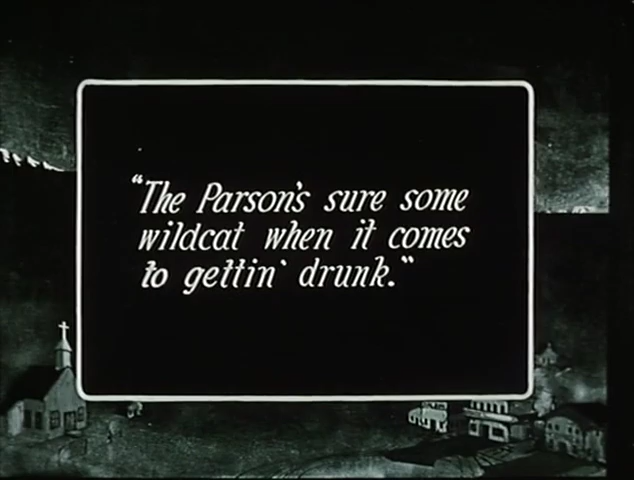 “The Parson's sure some
wildcat when it comes
to gettin` drunk.”